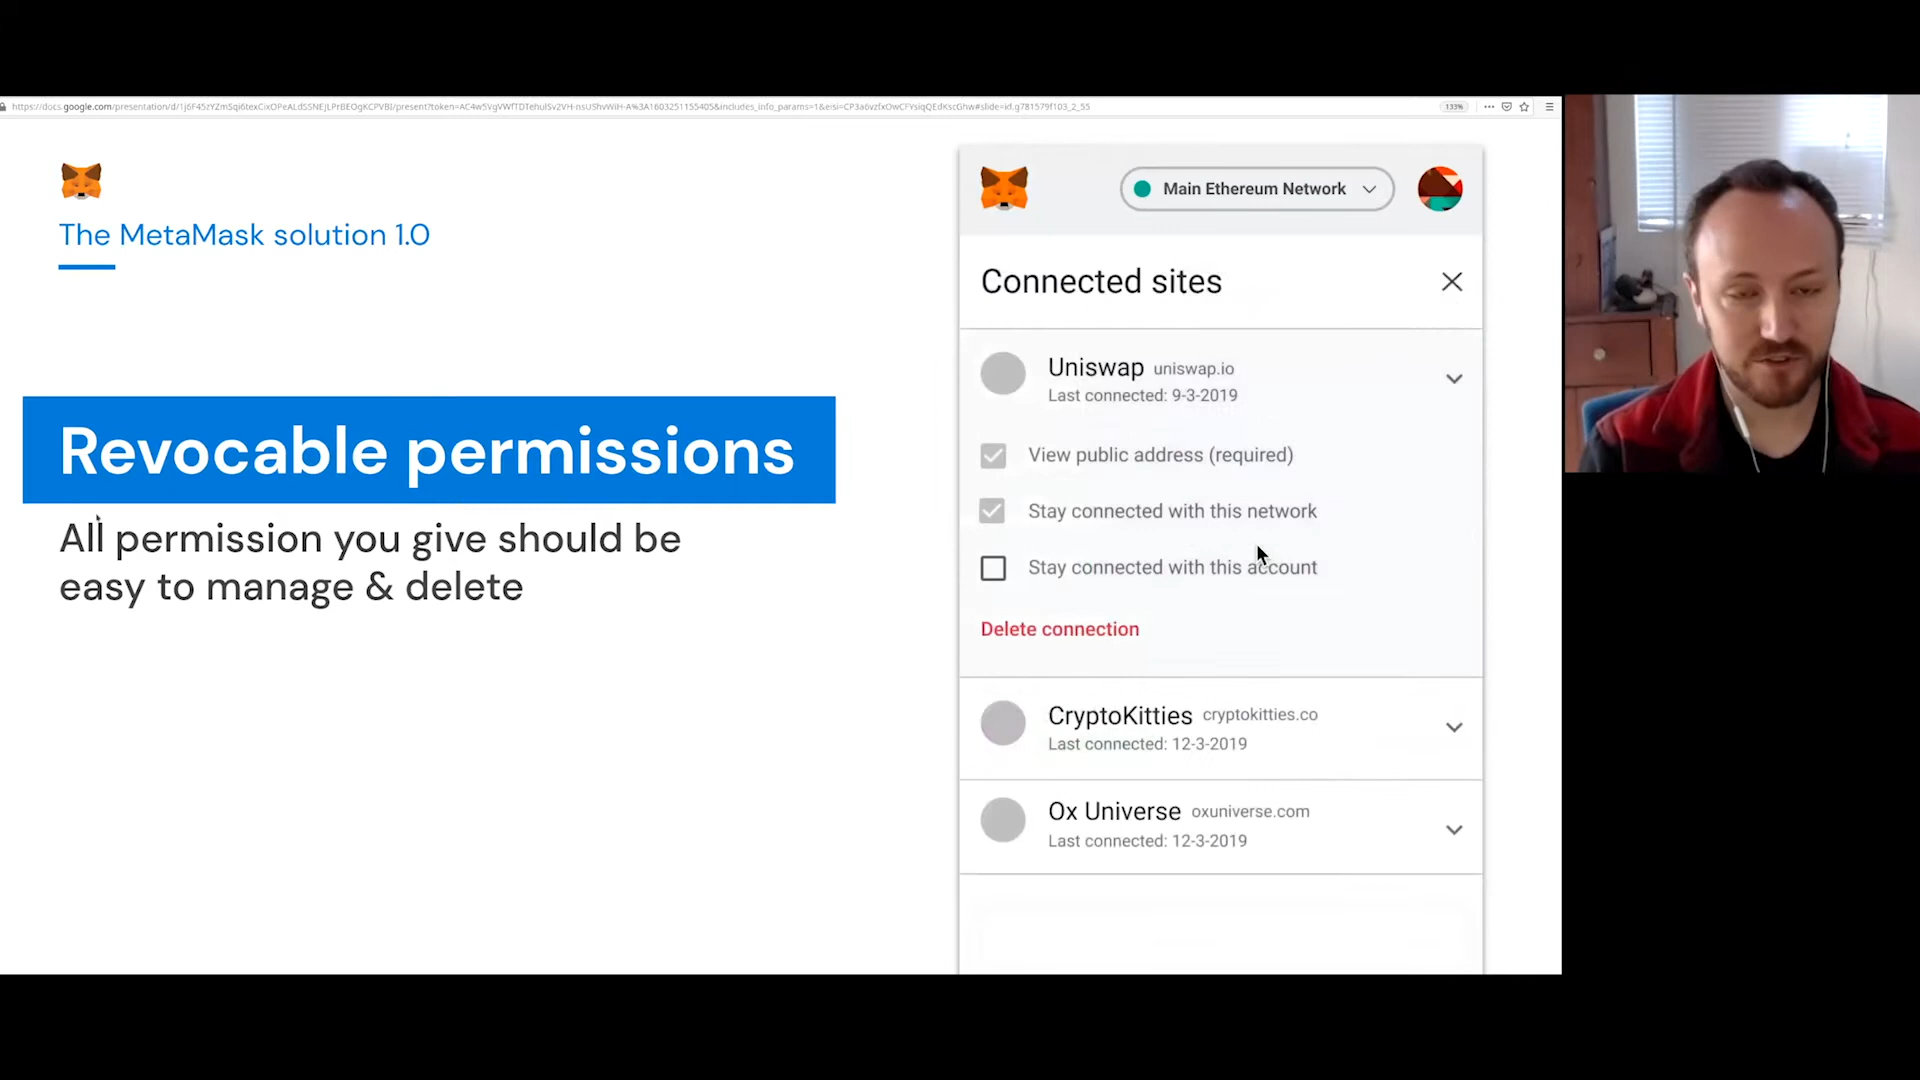 133%
The MetaMask solution 1.0
Revocable permissions
All permission you give should be
easy to manage & delete
Main Ethereum Network
Connected sites
Uniswap uniswap.io
Last connected: 9-3-2019
View public address (required)
Stay connected with this network
Stay connected with this account
Delete connection
CryptoKitties cryptokitties.co
Last connected: 12-3-2019
Ox Universe oxuniverse.com
Last connected: 12-3-2019